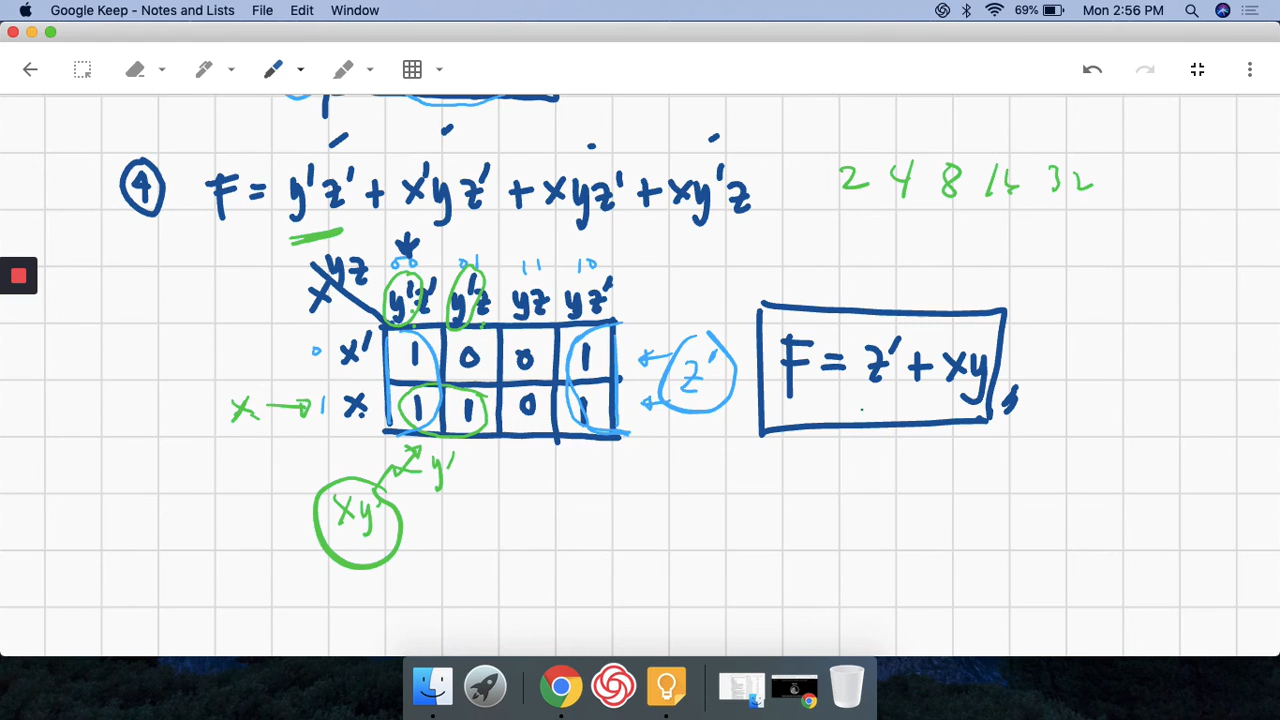 Google Keep - Notes and Lists File Edit Window 69% Mon 2:56 PM
④ F = y'z' + x'yz' + xyz' + xy'z
2 4 8 16 32
00 01 11 10
yz
x
y'z' y'z yz yz'
0 x' 1 0 0 1
z'
F = z' + xy
x → 1 x 1 1 0 1
y'
xy'